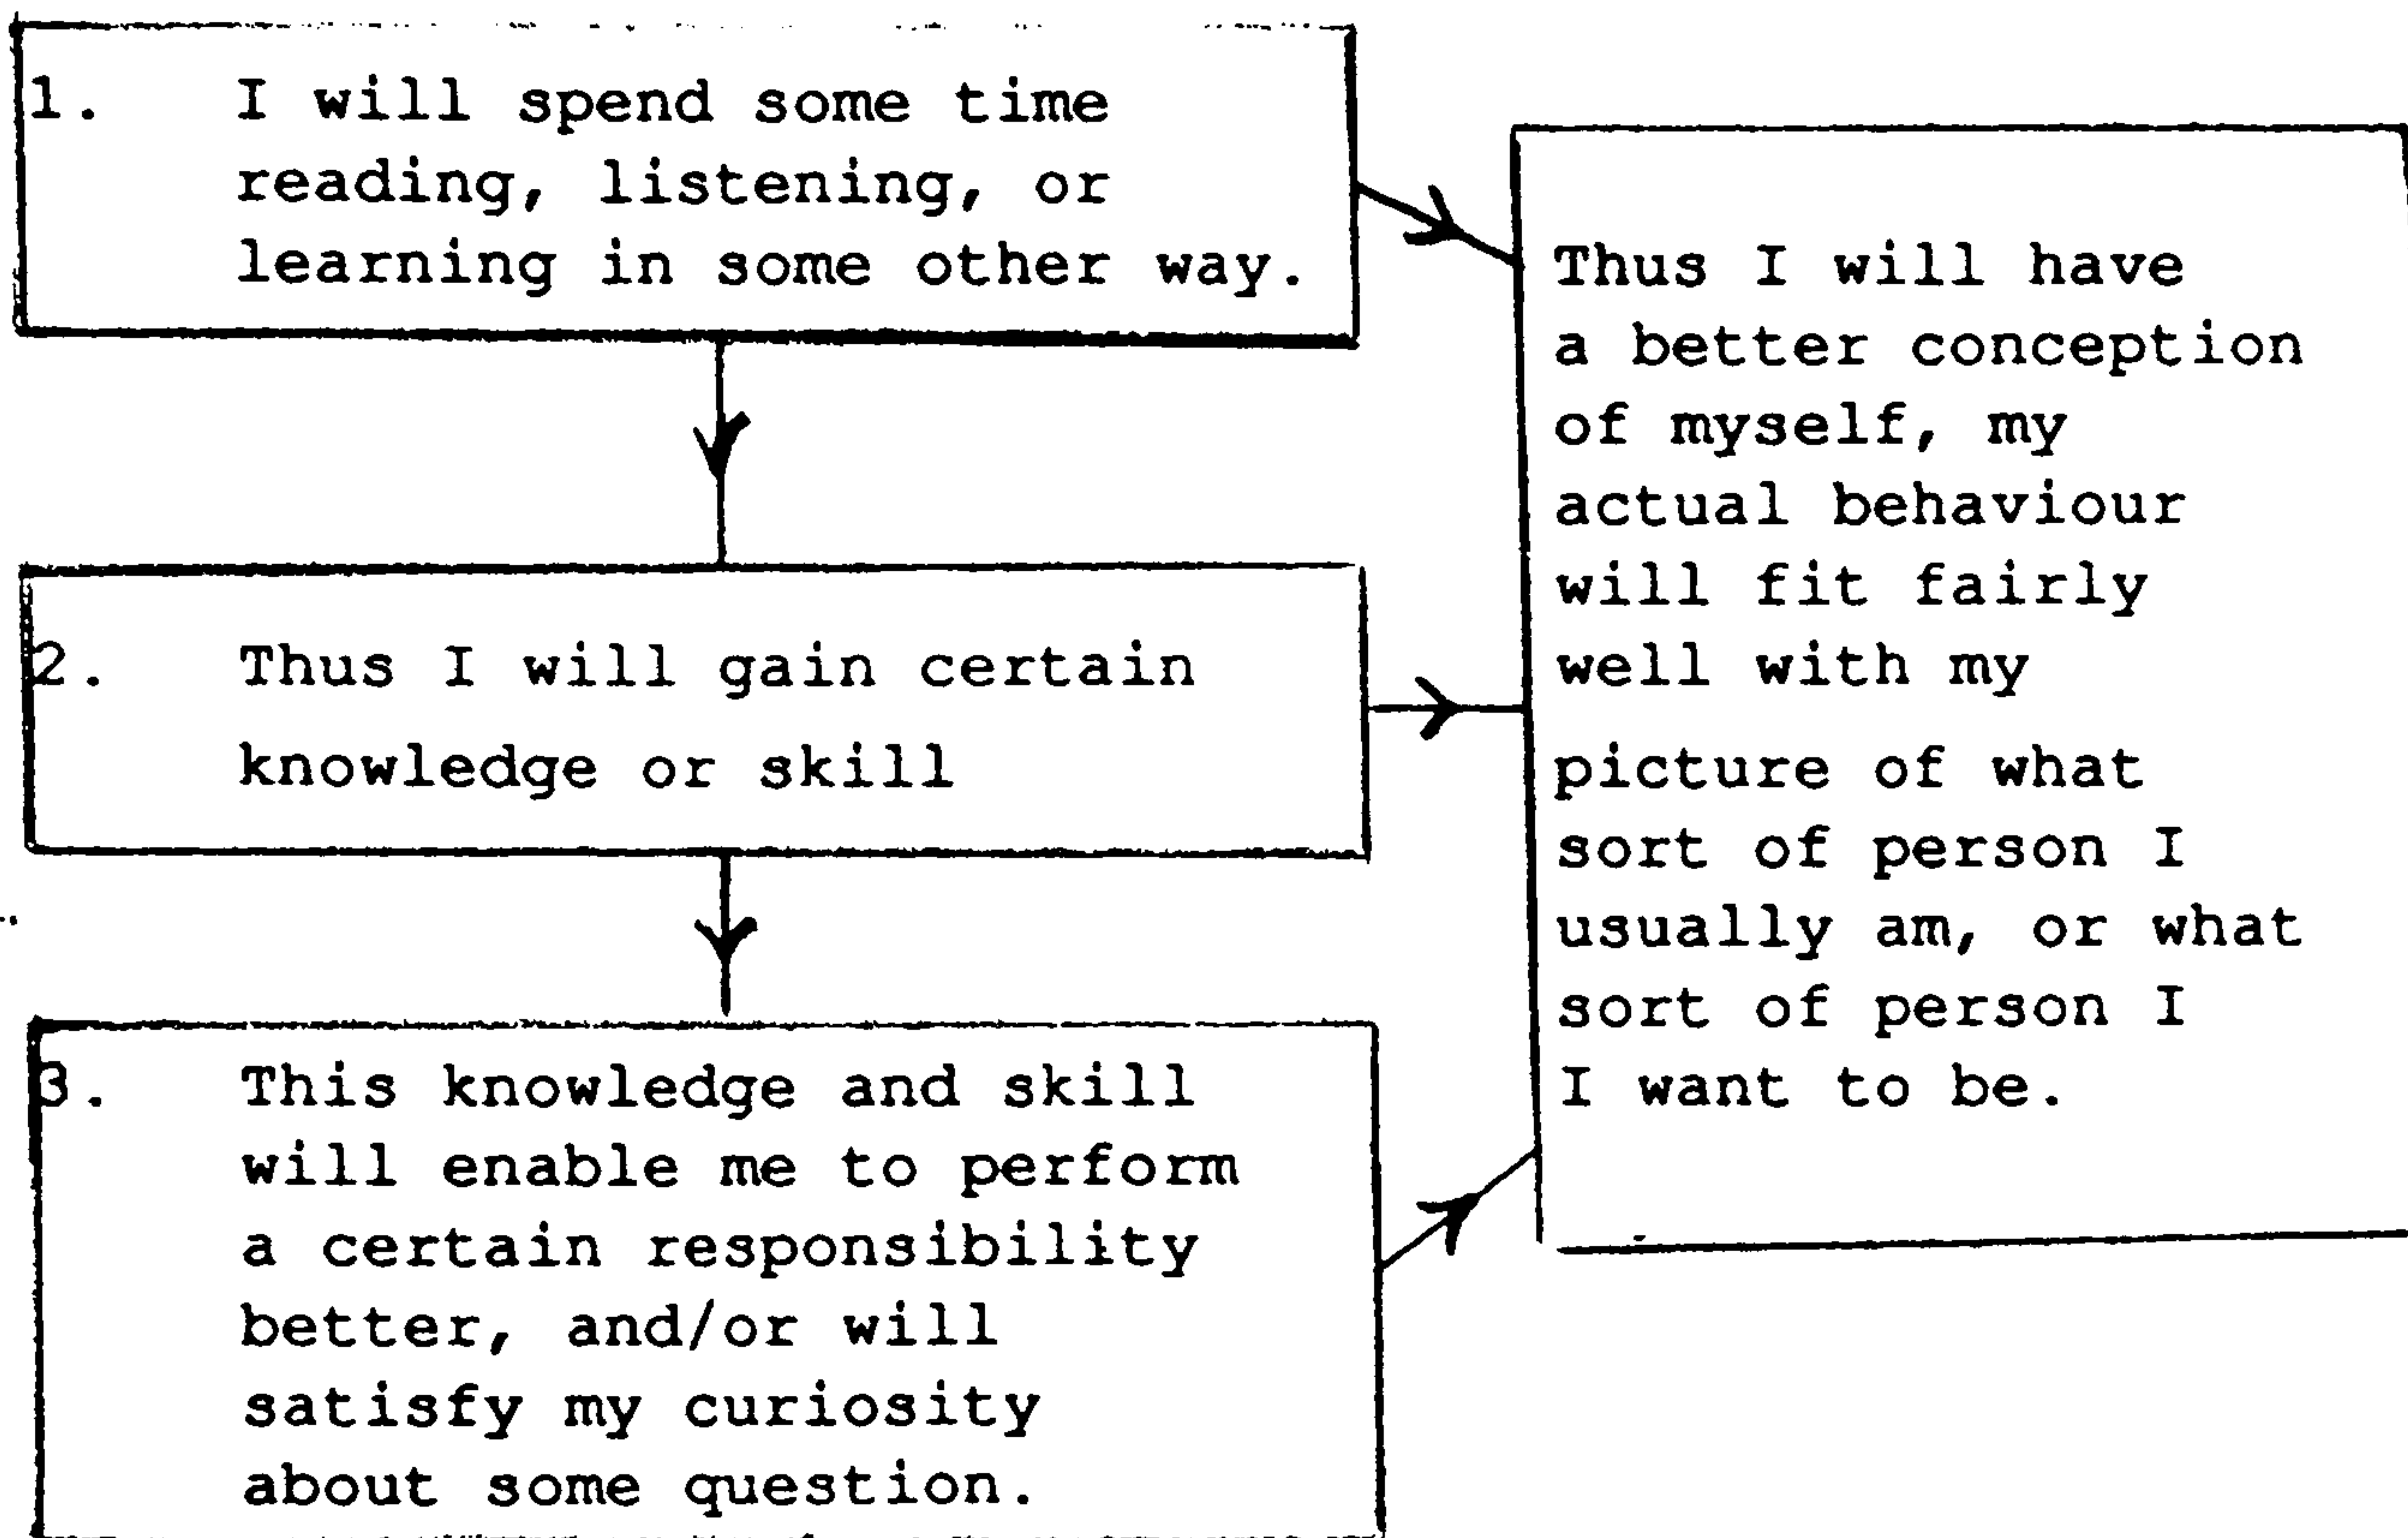 1. I will spend some time
reading, listening, or
learning in some other way.
2. Thus I will gain certain
knowledge or skill
3. This knowledge and skill
will enable me to perform
a certain responsibility
better, and/or will
satisfy my curiosity
about some question.
Thus I will have
a better conception
of myself, my
actual behaviour
will fit fairly
well with my
picture of what
sort of person I
usually am, or what
sort of person I
I want to be.